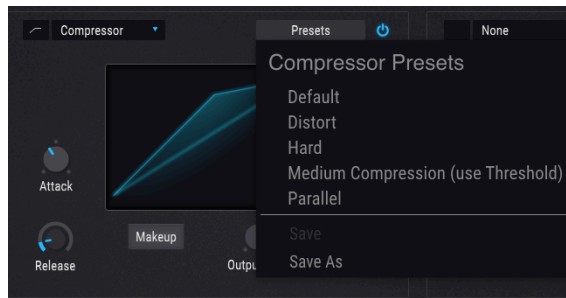 Compressor
Presets
None
Compressor Presets
Default
Distort
Hard
Medium Compression (use Threshold)
Parallel
Save
Save As
Attack
Makeup
Release
Outpu